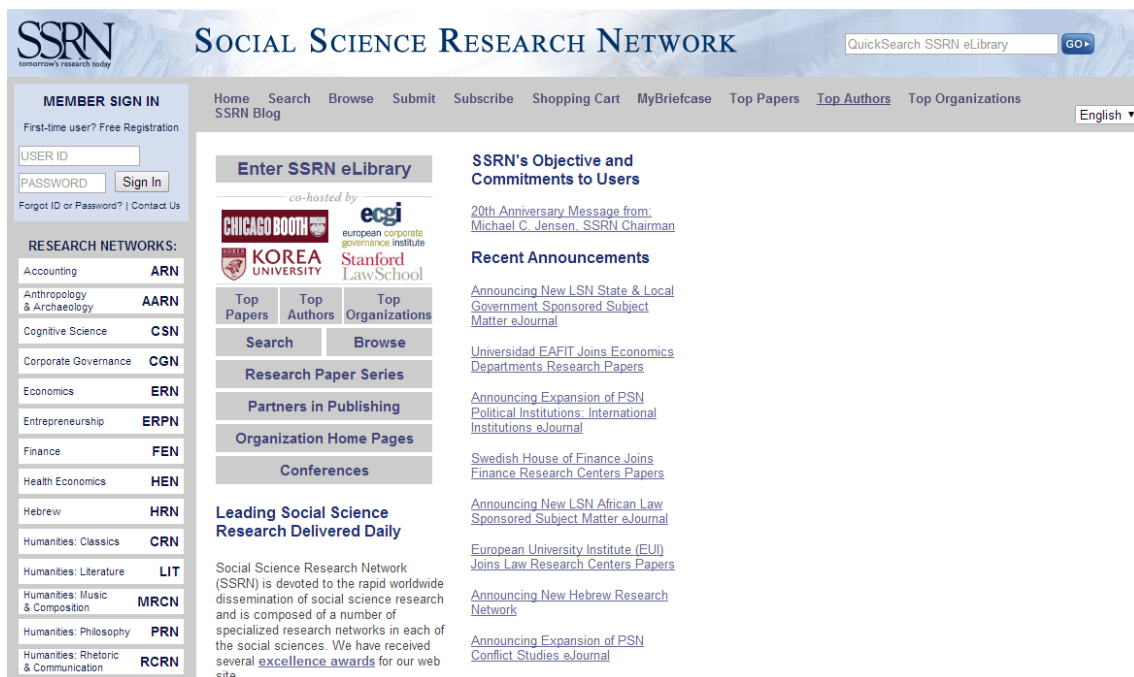 SSRN
tomorrow's research today
SOCIAL SCIENCE RESEARCH NETWORK
QuickSearch SSRN eLibrary
GO
MEMBER SIGN IN
First-time user? Free Registration
USER ID
PASSWORD
Sign In
Forgot ID or Password? | Contact Us
Home Search Browse Submit Subscribe Shopping Cart MyBriefcase Top Papers Top Authors Top Organizations
SSRN Blog
English
RESEARCH NETWORKS:
Accounting ARN
Anthropology
& Archaeology AARN
Cognitive Science CSN
Corporate Governance CGN
Economics ERN
Entrepreneurship ERPN
Finance FEN
Health Economics HEN
Hebrew HRN
Humanities: Classics CRN
Humanities: Literature LIT
Humanities: Music
& Composition MRCN
Humanities: Philosophy PRN
Humanities: Rhetoric
& Communication RCRN
Enter SSRN eLibrary
co-hosted by
CHICAGO BOOTH
ecgi
european corporate
governance institute
KOREA
UNIVERSITY
Stanford
LawSchool
Top
Papers
Top
Authors
Top
Organizations
Search
Browse
Research Paper Series
Partners in Publishing
Organization Home Pages
Conferences
Leading Social Science
Research Delivered Daily
Social Science Research Network
(SSRN) is devoted to the rapid worldwide
dissemination of social science research
and is composed of a number of
specialized research networks in each of
the social sciences. We have received
several excellence awards for our web
site.
SSRN's Objective and
Commitments to Users
20th Anniversary Message from:
Michael C. Jensen, SSRN Chairman
Recent Announcements
Announcing New LSN State & Local
Government Sponsored Subject
Matter eJournal
Universidad EAFIT Joins Economics
Departments Research Papers
Announcing Expansion of PSN
Political Institutions: International
Institutions eJournal
Swedish House of Finance Joins
Finance Research Centers Papers
Announcing New LSN African Law
Sponsored Subject Matter eJournal
European University Institute (EUI)
Joins Law Research Centers Papers
Announcing New Hebrew Research
Network
Announcing Expansion of PSN
Conflict Studies eJournal